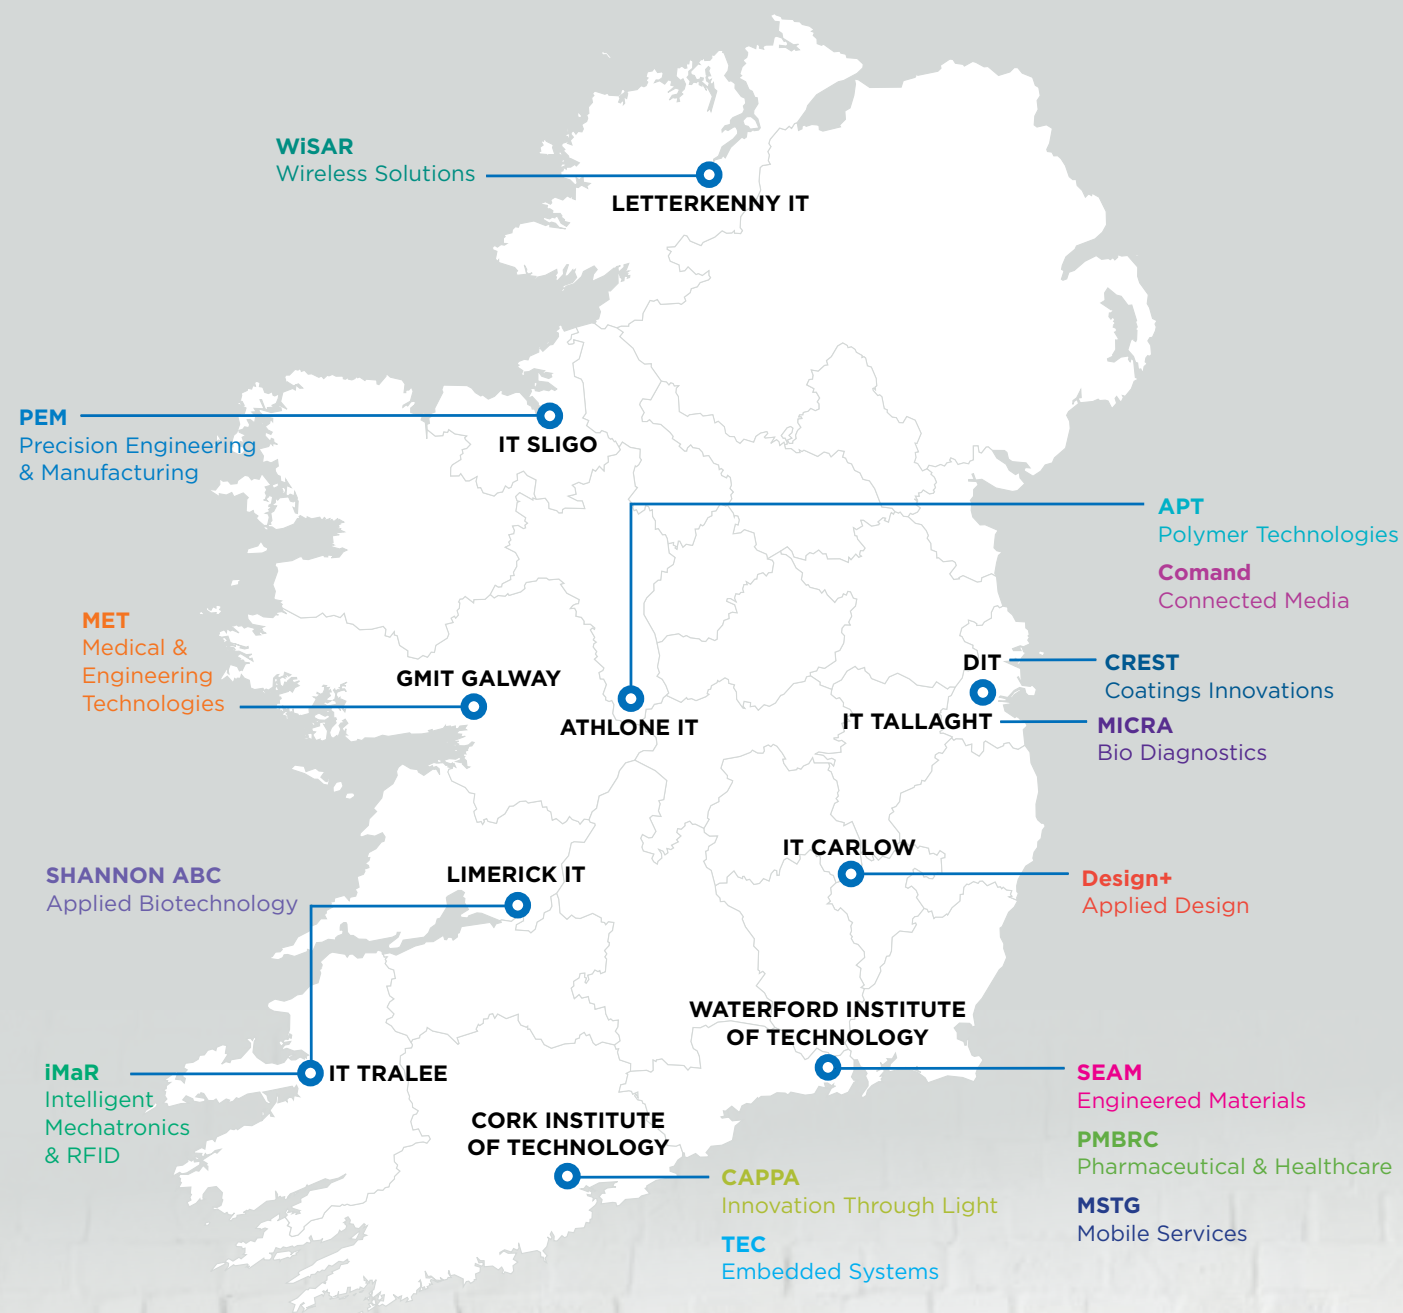 WiSAR
Wireless Solutions
LETTERKENNY IT
PEM
Precision Engineering
& Manufacturing
IT SLIGO
APT
Polymer Technologies
Comand
Connected Media
MET
Medical &
Engineering
Technologies
GMIT GALWAY
ATHLONE IT
DIT
CREST
Coatings Innovations
IT TALLAGHT
MICRA
Bio Diagnostics
SHANNON ABC
Applied Biotechnology
LIMERICK IT
IT CARLOW
Design+
Applied Design
WATERFORD INSTITUTE
OF TECHNOLOGY
iMaR
Intelligent
Mechatronics
& RFID
IT TRALEE
SEAM
Engineered Materials
PMBRC
Pharmaceutical & Healthcare
MSTG
Mobile Services
CORK INSTITUTE
OF TECHNOLOGY
CAPPA
Innovation Through Light
TEC
Embedded Systems